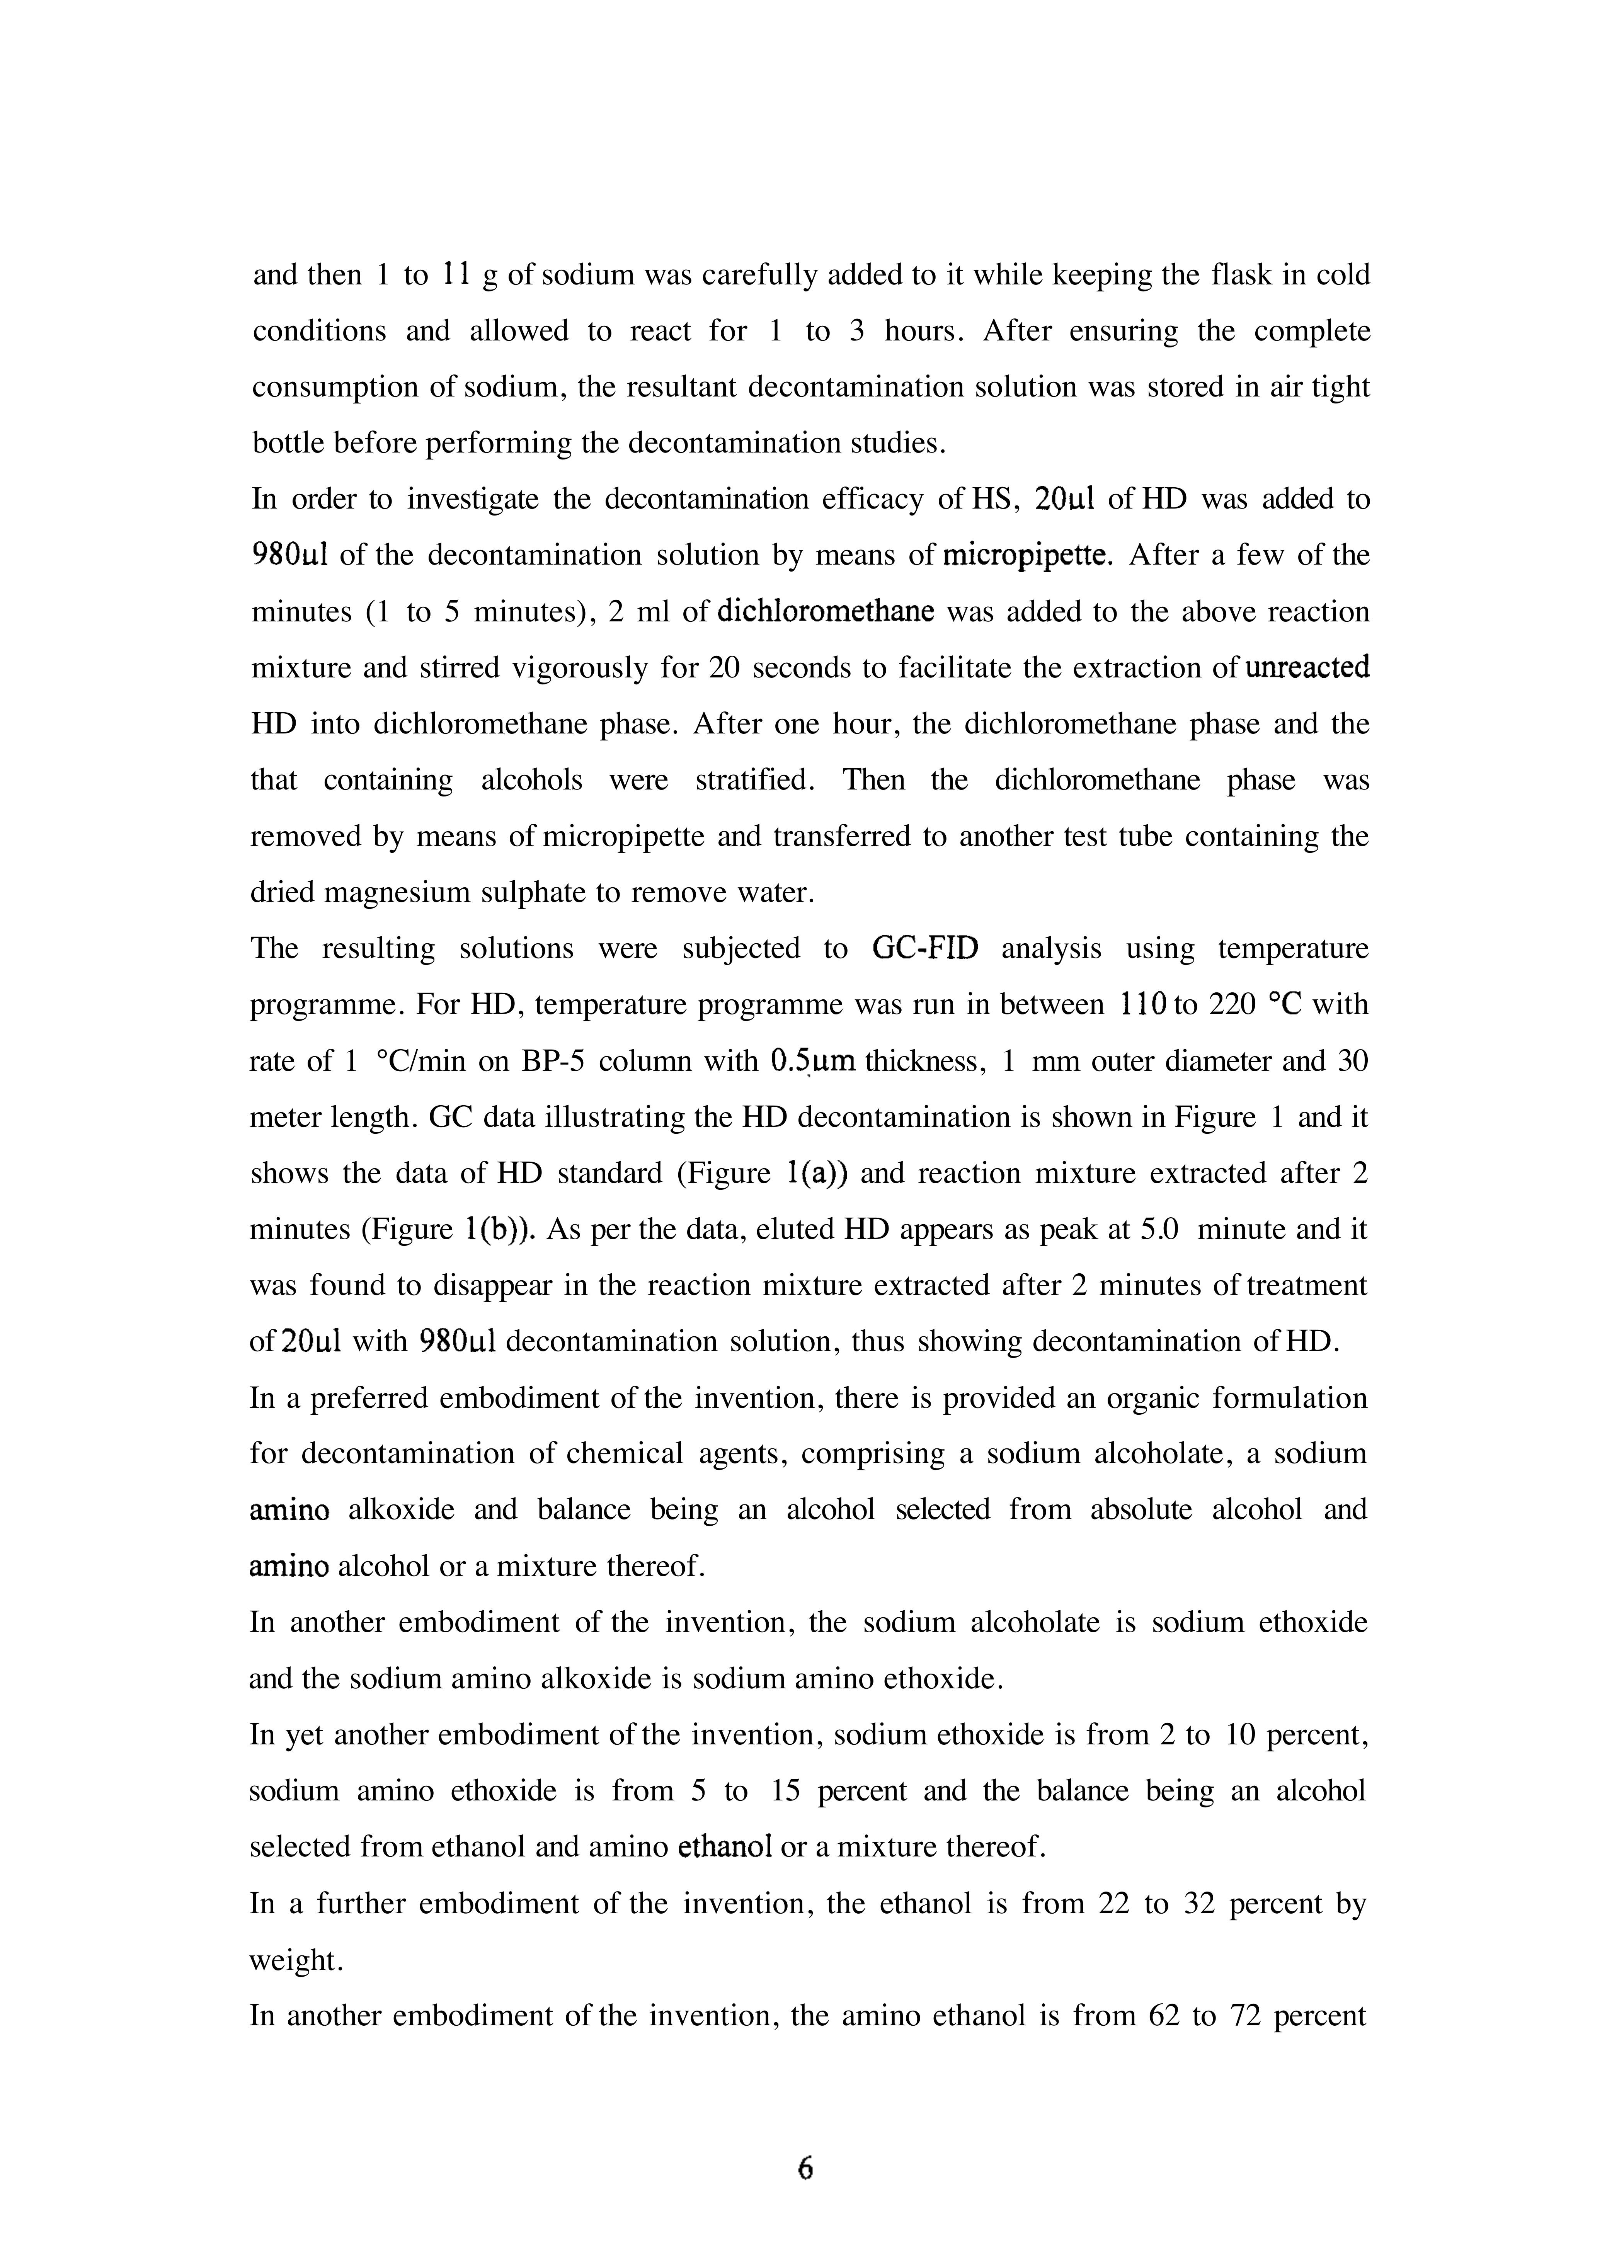 and then 1 to 11 g of sodium was carefully added to it while keeping the flask in cold
conditions and allowed to react for 1 to 3 hours. After ensuring the complete
consumption of sodium, the resultant decontamination solution was stored in air tight
bottle before performing the decontamination studies.
In order to investigate the decontamination efficacy of HS, 20ul of HD was added to
980ul of the decontamination solution by means of micropipette. After a few of the
minutes (1 to 5 minutes), 2 ml of dichloromethane was added to the above reaction
mixture and stirred vigorously for 20 seconds to facilitate the extraction of unreacted
HD into dichloromethane phase. After one hour, the dichloromethane phase and the
that containing alcohols were stratified. Then the dichloromethane phase was
removed by means of micropipette and transferred to another test tube containing the
dried magnesium sulphate to remove water.
The resulting solutions were subjected to GC-FID analysis using temperature
programme. For HD, temperature programme was run in between 110 to 220 °C with
rate of 1 °C/min on BP-5 column with 0.5um thickness, 1 mm outer diameter and 30
meter length. GC data illustrating the HD decontamination is shown in Figure 1 and it
shows the data of HD standard (Figure 1(a)) and reaction mixture extracted after 2
minutes (Figure 1(b)). As per the data, eluted HD appears as peak at 5.0 minute and it
was found to disappear in the reaction mixture extracted after 2 minutes of treatment
of 20ul with 980ul decontamination solution, thus showing decontamination of HD.
In a preferred embodiment of the invention, there is provided an organic formulation
for decontamination of chemical agents, comprising a sodium alcoholate, a sodium
amino alkoxide and balance being an alcohol selected from absolute alcohol and
amino alcohol or a mixture thereof.
In another embodiment of the invention, the sodium alcoholate is sodium ethoxide
and the sodium amino alkoxide is sodium amino ethoxide.
In yet another embodiment of the invention, sodium ethoxide is from 2 to 10 percent,
sodium amino ethoxide is from 5 to 15 percent and the balance being an alcohol
selected from ethanol and amino ethanol or a mixture thereof.
In a further embodiment of the invention, the ethanol is from 22 to 32 percent by
weight.
In another embodiment of the invention, the amino ethanol is from 62 to 72 percent
6